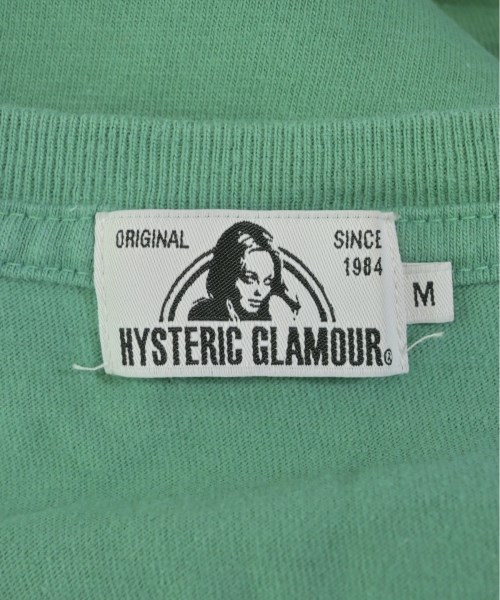 ORIGINAL SINCE
1984
HYSTERIC GLAMOUR®
M